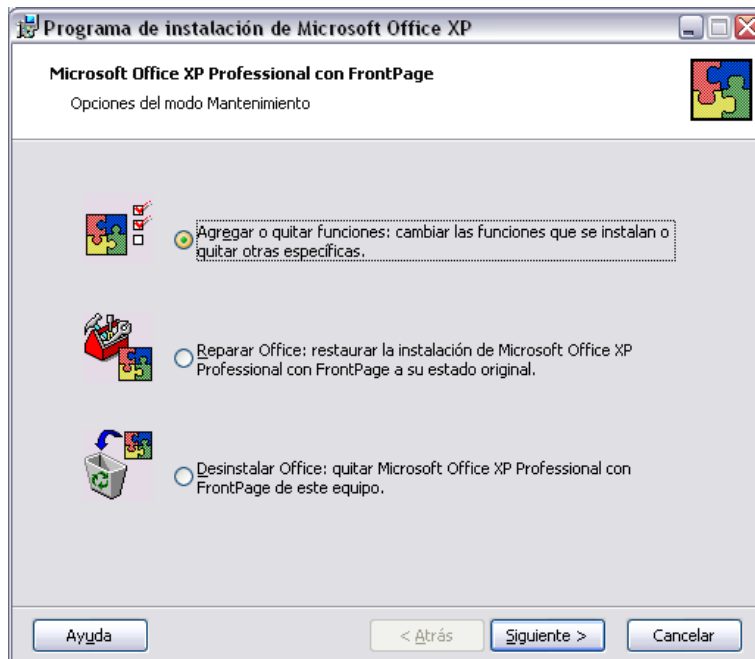 Programa de instalación de Microsoft Office XP
Microsoft Office XP Professional con FrontPage
Opciones del modo Mantenimiento
Agregar o quitar funciones: cambiar las funciones que se instalan o
quitar otras específicas.
Reparar Office: restaurar la instalación de Microsoft Office XP
Professional con FrontPage a su estado original.
Desinstalar Office: quitar Microsoft Office XP Professional con
FrontPage de este equipo.
Ayuda
< Atrás
Siguiente >
Cancelar